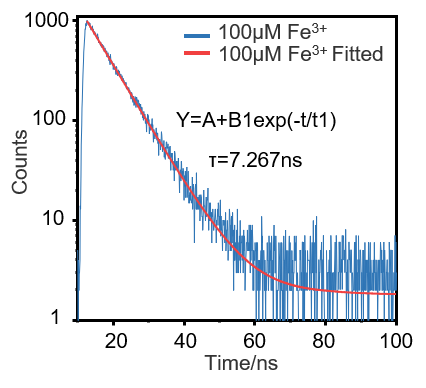 1000
100
10
1
Counts
100μM Fe³⁺
100μM Fe³⁺ Fitted
Y=A+B1exp(-t/t1)
τ=7.267ns
20 40 60 80 100
Time/ns